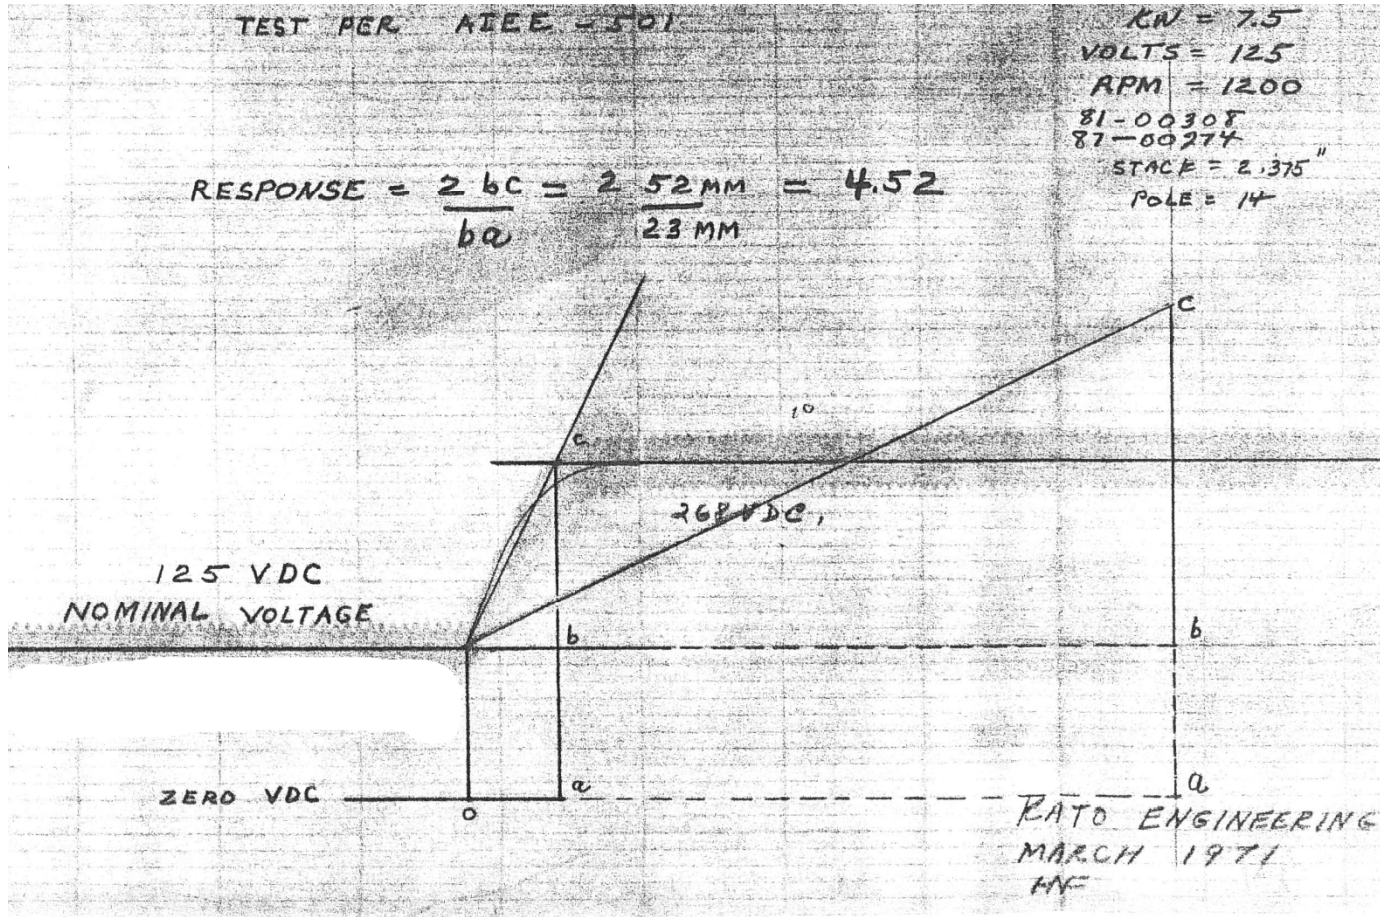 TEST PER AIEE - 501
KW = 7.5
VOLTS = 125
RPM = 1200
81-00308
87-00274
STACK = 2.375"
POLE = 14
RESPONSE = 2 bc = 2 52 MM = 4.52
ba 23 MM
c
c
10
268 VDC,
125 VDC
NOMINAL VOLTAGE
b
b
ZERO VDC
a
a
o
KATO ENGINEERING
MARCH 1971